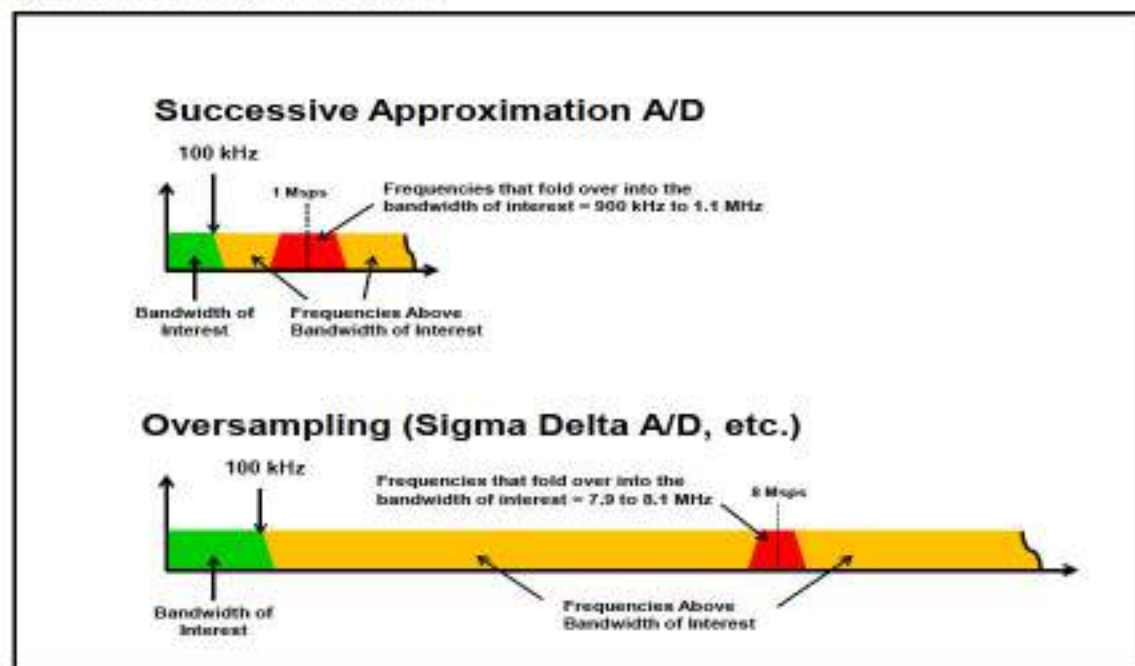 Successive Approximation A/D
100 kHz
1 Msps
Frequencies that fold over into the
bandwidth of interest = 900 kHz to 1.1 MHz
Bandwidth of
Interest
Frequencies Above
Bandwidth of Interest
Oversampling (Sigma Delta A/D, etc.)
100 kHz
Frequencies that fold over into the
bandwidth of interest = 7.9 to 8.1 MHz
8 Msps
Bandwidth of
Interest
Frequencies Above
Bandwidth of Interest